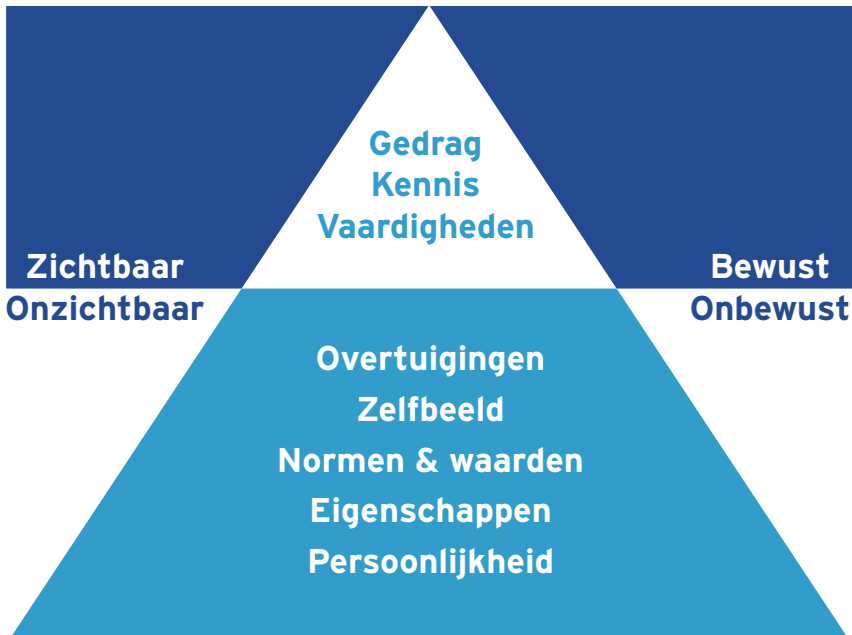 Gedrag
Kennis
Vaardigheden
Zichtbaar
Bewust
Onzichtbaar
Onbewust
Overtuigingen
Zelfbeeld
Normen & waarden
Eigenschappen
Persoonlijkheid